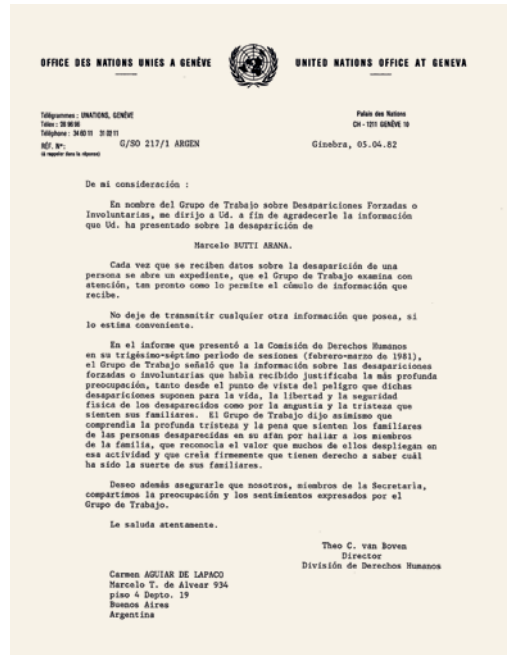 OFFICE DES NATIONS UNIES A GENÈVE
UNITED NATIONS OFFICE AT GENEVA
Télégrammes : UNATIONS, GENÈVE
Télex : 28 96 96
Téléphone : 34 60 11 31 02 11
RÉF. N°: G/SO 217/1 ARGEN
(à rappeler dans la réponse)
Palais des Nations
CH - 1211 GENÈVE 10
Ginebra, 05.04.82
De mi consideración :
En nombre del Grupo de Trabajo sobre Desapariciones Forzadas o
Involuntarias, me dirijo a Ud. a fin de agradecerle la información
que Ud. ha presentado sobre la desaparición de
Marcelo BUTTI ARANA.
Cada vez que se reciben datos sobre la desaparición de una
persona se abre un expediente, que el Grupo de Trabajo examina con
atención, tan pronto como lo permite el cúmulo de información que
recibe.
No deje de transmitir cualquier otra información que posea, si
lo estima conveniente.
En el informe que presentó a la Comisión de Derechos Humanos
en su trigésimo-séptimo período de sesiones (febrero-marzo de 1981),
el Grupo de Trabajo señaló que la información sobre las desapariciones
forzadas o involuntarias que había recibido justificaba la más profunda
preocupación, tanto desde el punto de vista del peligro que dichas
desapariciones suponen para la vida, la libertad y la seguridad
física de los desaparecidos como por la angustia y la tristeza que
sienten sus familiares. El Grupo de Trabajo dijo asimismo que
comprendía la profunda tristeza y la pena que sienten los familiares
de las personas desaparecidas en su afán por hallar a los miembros
de la familia, que reconocía el valor que muchos de ellos despliegan en
esa actividad y que creía firmemente que tienen derecho a saber cuál
ha sido la suerte de sus familiares.
Deseo además asegurarle que nosotros, miembros de la Secretaría,
compartimos la preocupación y los sentimientos expresados por el
Grupo de Trabajo.
Le saluda atentamente.
Theo C. van Boven
Director
División de Derechos Humanos
Carmen AGUIAR DE LAPACO
Marcelo T. de Alvear 934
piso 4 Depto. 19
Buenos Aires
Argentina